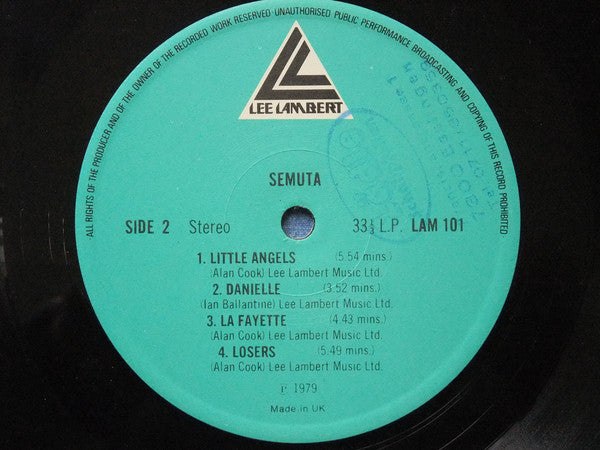 ALL RIGHTS OF THE PRODUCER AND OF THE OWNER OF THE RECORDED WORK RESERVED·UNAUTHORISED PUBLIC PERFORMANCE BROADCASTING AND COPYING OF THIS RECORD PROHIBITED·
LEE LAMBERT
SEMUTA
SIDE 2 Stereo 33⅓ L.P. LAM 101
1. LITTLE ANGELS (5.54 mins.)
(Alan Cook) Lee Lambert Music Ltd.
2. DANIELLE (3.52 mins.)
(Ian Ballantine) Lee Lambert Music Ltd.
3. LA FAYETTE (4.43 mins.)
(Alan Cook) Lee Lambert Music Ltd.
4. LOSERS (5.49 mins.)
(Alan Cook) Lee Lambert Music Ltd.
P 1979
Made in UK